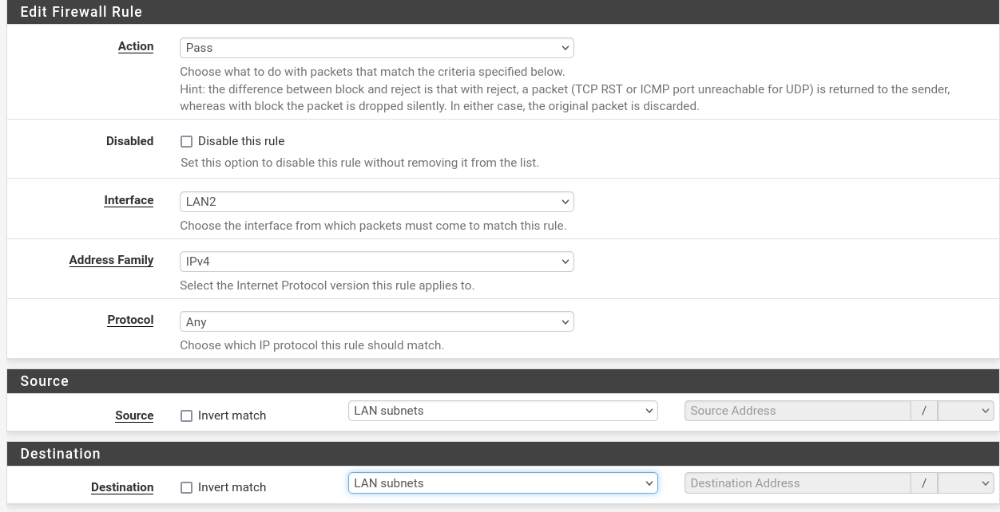 Edit Firewall Rule
Action
Pass
Choose what to do with packets that match the criteria specified below.
Hint: the difference between block and reject is that with reject, a packet (TCP RST or ICMP port unreachable for UDP) is returned to the sender,
whereas with block the packet is dropped silently. In either case, the original packet is discarded.
Disabled
Disable this rule
Set this option to disable this rule without removing it from the list.
Interface
LAN2
Choose the interface from which packets must come to match this rule.
Address Family
IPv4
Select the Internet Protocol version this rule applies to.
Protocol
Any
Choose which IP protocol this rule should match.
Source
Source
Invert match
LAN subnets
Source Address
/
Destination
Destination
Invert match
LAN subnets
Destination Address
/